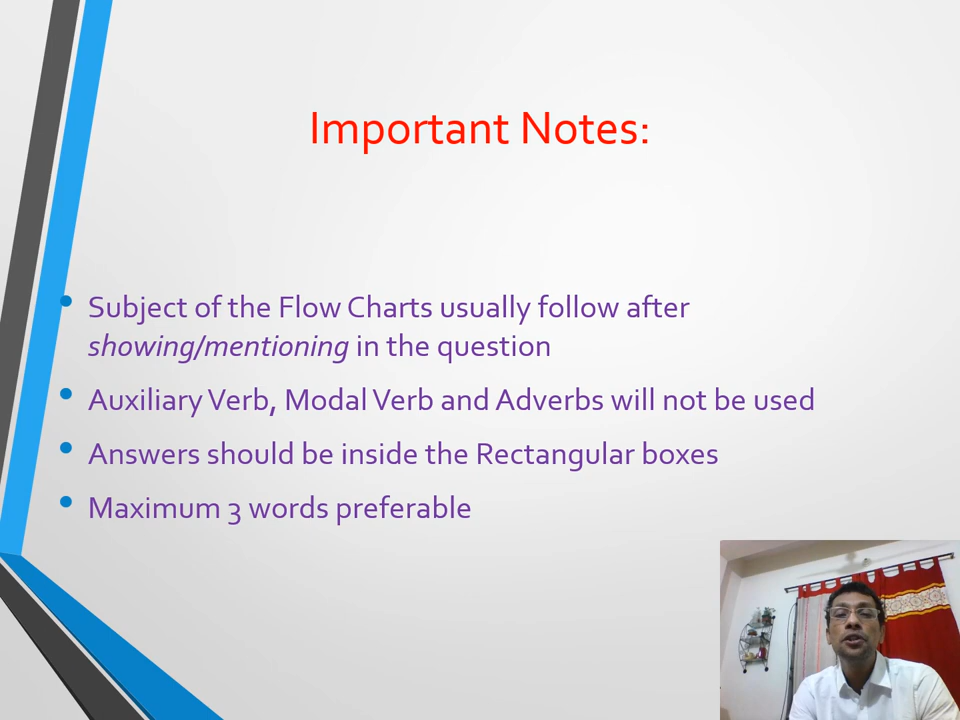 Important Notes:
• Subject of the Flow Charts usually follow after
showing/mentioning in the question
• Auxiliary Verb, Modal Verb and Adverbs will not be used
• Answers should be inside the Rectangular boxes
• Maximum 3 words preferable